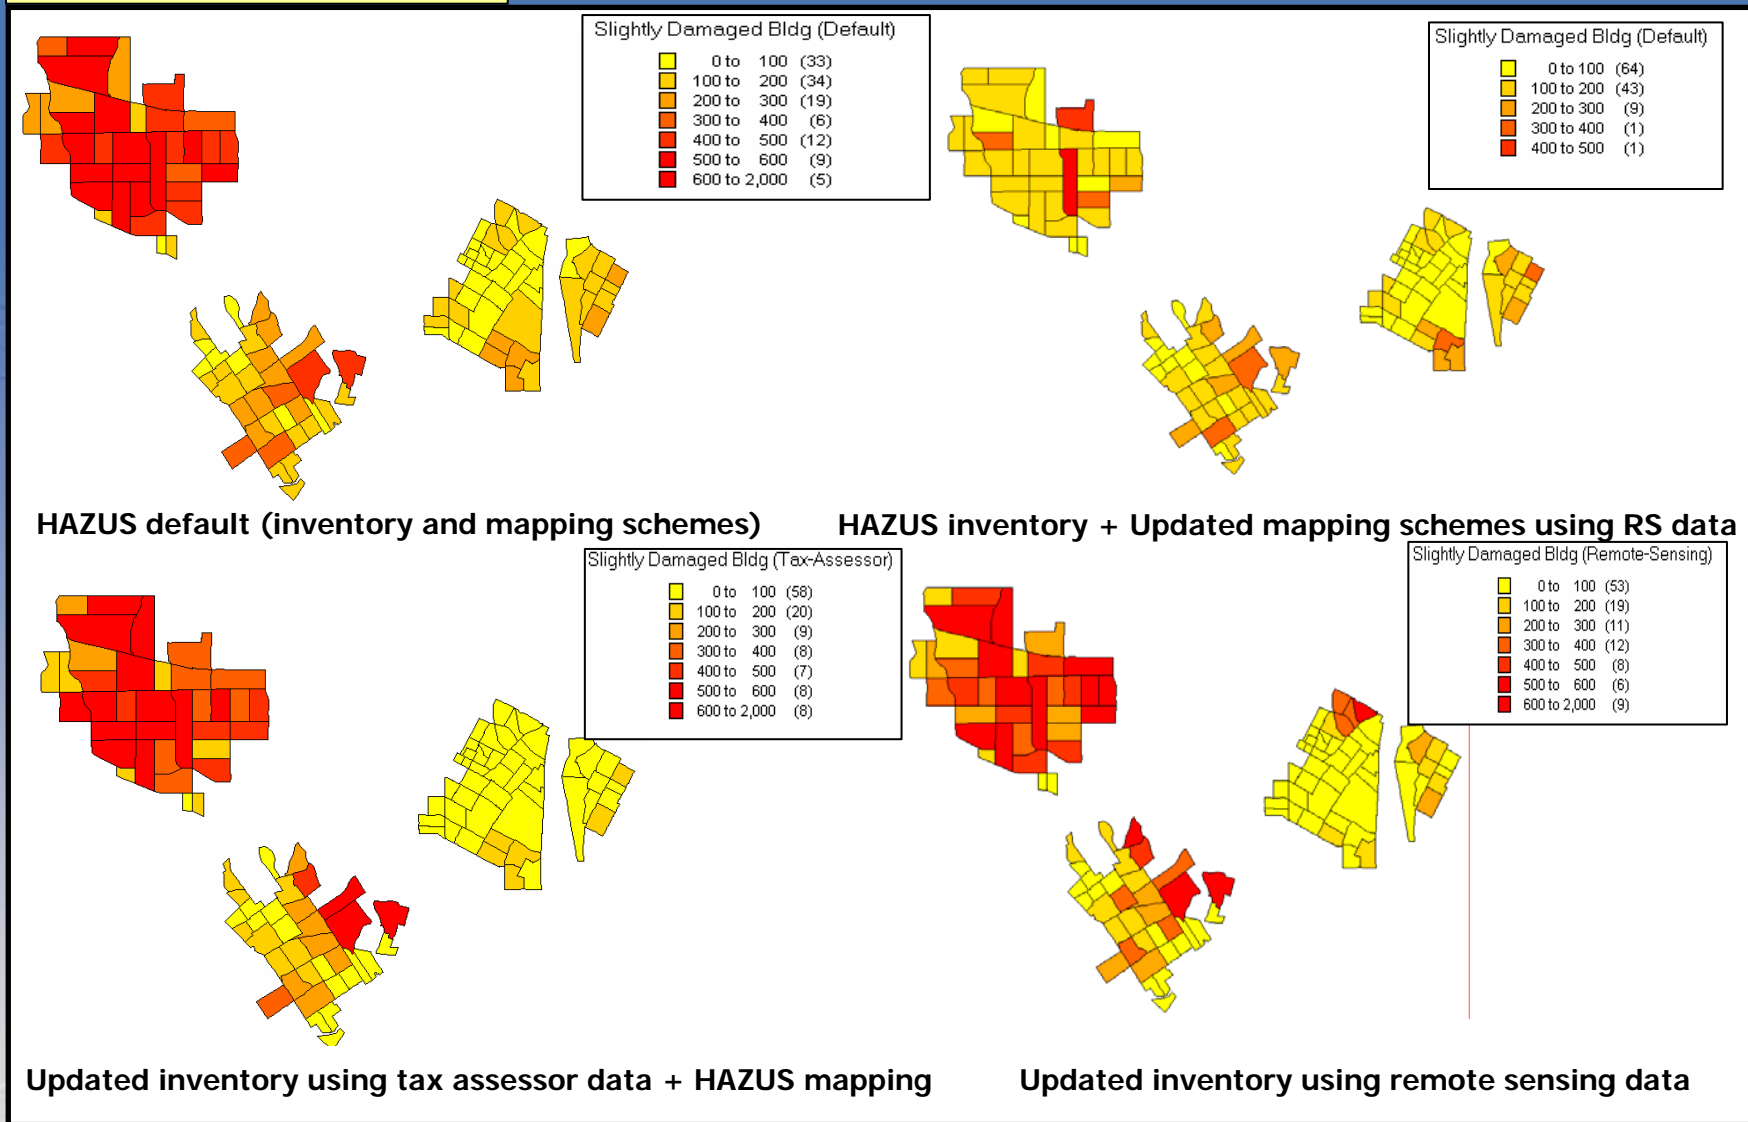 Slightly Damaged Bldg (Default)
0 to 100 (33)
100 to 200 (34)
200 to 300 (19)
300 to 400 (6)
400 to 500 (12)
500 to 600 (9)
600 to 2,000 (5)
Slightly Damaged Bldg (Default)
0 to 100 (64)
100 to 200 (43)
200 to 300 (9)
300 to 400 (1)
400 to 500 (1)
HAZUS default (inventory and mapping schemes)
HAZUS inventory + Updated mapping schemes using RS data
Slightly Damaged Bldg (Tax-Assessor)
0 to 100 (58)
100 to 200 (20)
200 to 300 (9)
300 to 400 (8)
400 to 500 (7)
500 to 600 (8)
600 to 2,000 (8)
Slightly Damaged Bldg (Remote-Sensing)
0 to 100 (53)
100 to 200 (19)
200 to 300 (11)
300 to 400 (12)
400 to 500 (8)
500 to 600 (6)
600 to 2,000 (9)
Updated inventory using tax assessor data + HAZUS mapping
Updated inventory using remote sensing data